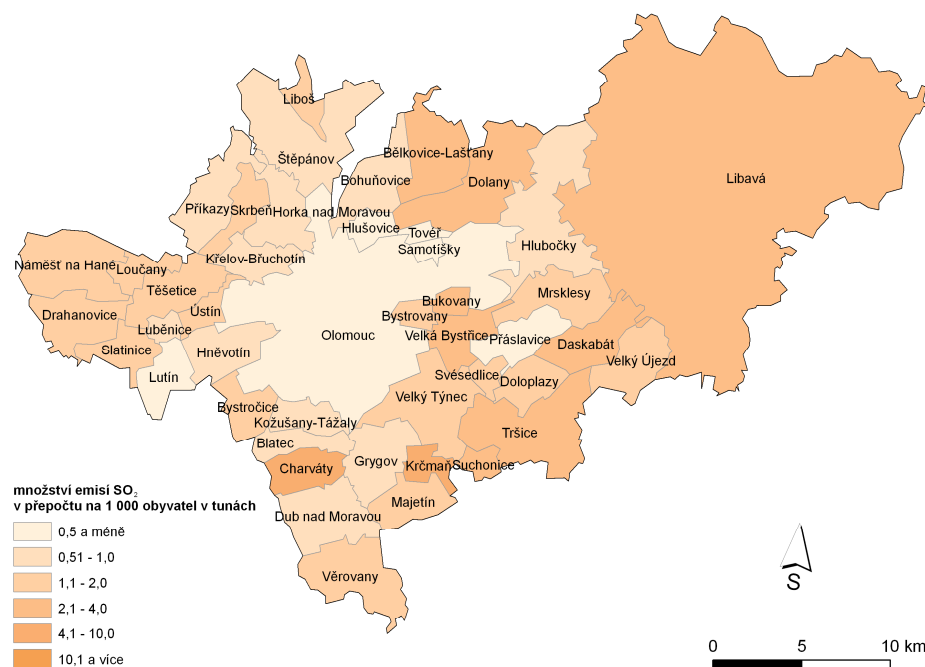 Liboš
Štěpánov
Bělkovice-Lašťany
Bohuňovice
Dolany
Libavá
Příkazy
Skrbeň
Horka nad Moravou
Hlušovice
Tovéř
Samotíšky
Hlubočky
Křelov-Břuchotín
Náměšť na Hané
Loučany
Těšetice
Mrsklesy
Bukovany
Bystrovany
Drahanovice
Ústín
Luběnice
Olomouc
Velká Bystřice
Přáslavice
Daskabát
Slatinice
Hněvotín
Velký Újezd
Lutín
Svésedlice
Doloplazy
Velký Týnec
Bystročice
Kožušany-Tážaly
Blatec
Tršice
Charváty
Grygov
Krčmaň
Suchonice
Majetín
Dub nad Moravou
Věrovany
množství emisí SO₂
v přepočtu na 1 000 obyvatel v tunách
0,5 a méně
0,51 - 1,0
1,1 - 2,0
2,1 - 4,0
4,1 - 10,0
10,1 a více
S
0 5 10 km